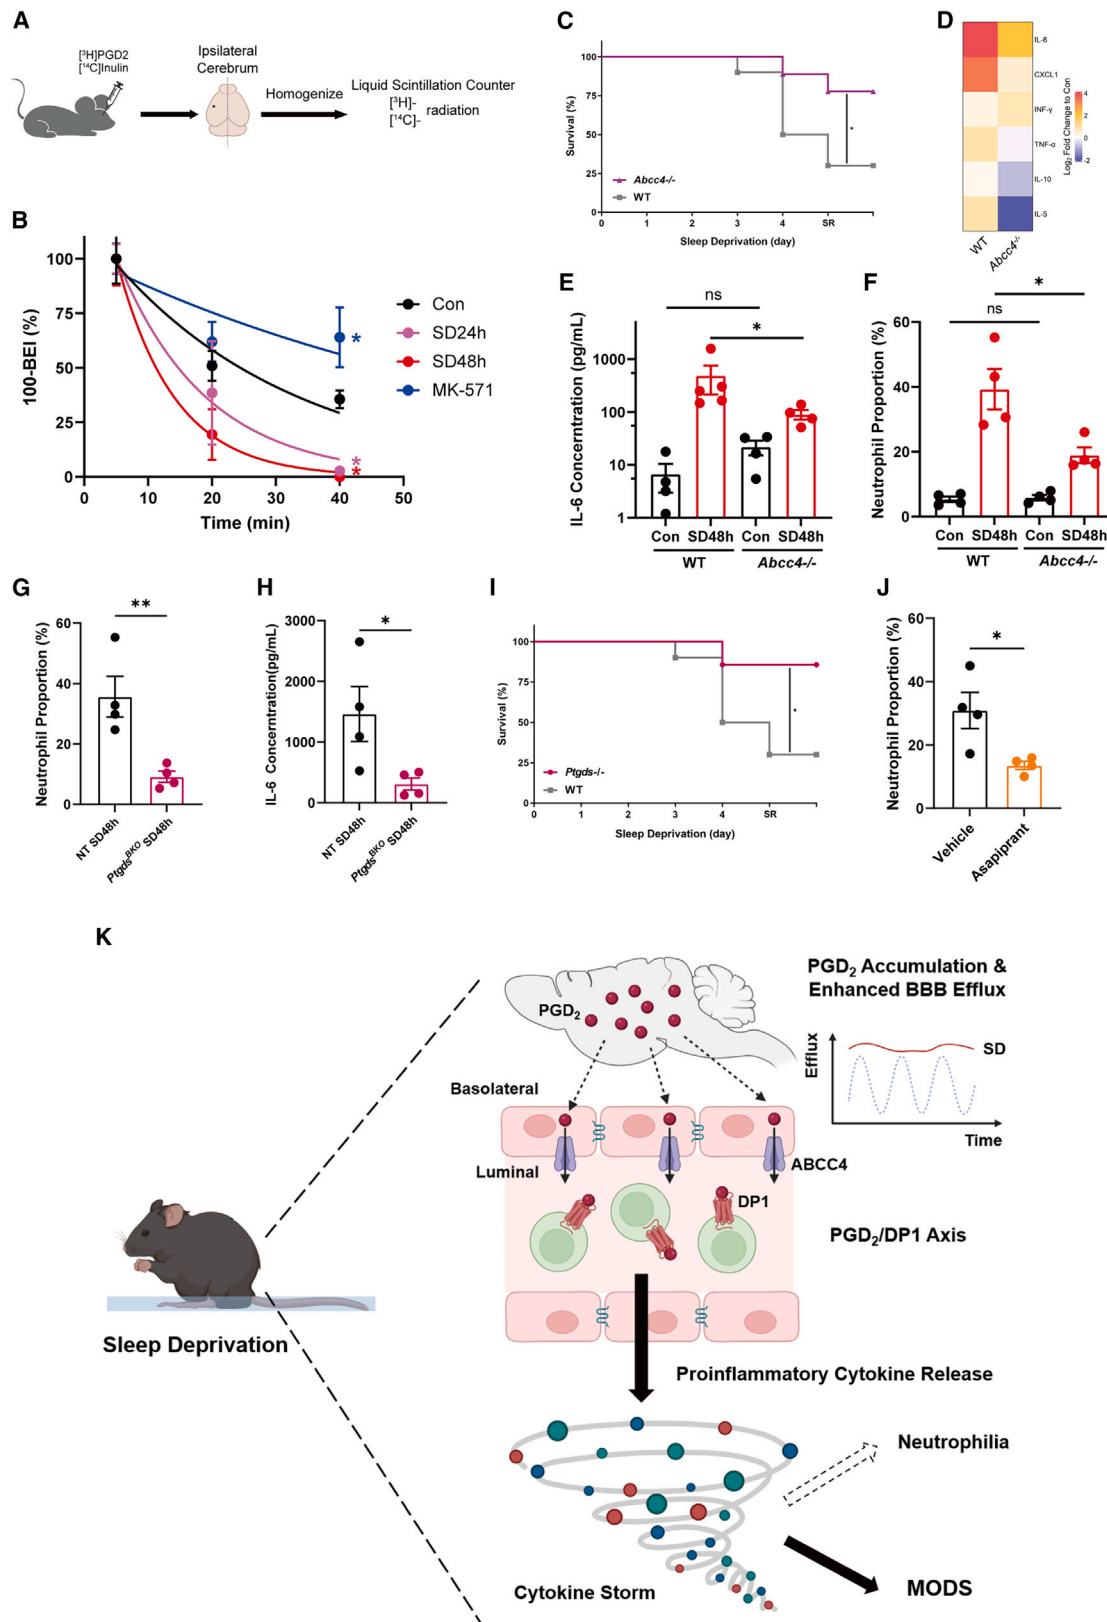 A
[³H]PGD2
[¹⁴C]Inulin
Ipsilateral
Cerebrum
Homogenize
Liquid Scintillation Counter
[³H]-
[¹⁴C]-
radiation
B
100-BEI (%)
100
75
50
25
0
0
10
20
30
40
50
Time (min)
Con
SD24h
SD48h
MK-571
*
*
*
C
Survival (%)
100
75
50
25
0
0
1
2
3
4
SR
Sleep Deprivation (day)
Abcc4-/-
WT
*
D
IL-6
CXCL1
INF-γ
TNF-α
IL-10
IL-5
WT
Abcc4-/-
Log₂ Fold Change to Con
4
2
0
-2
E
IL-6 Concerntration (pg/mL)
1000
100
10
1
ns
*
Con
SD48h
Con
SD48h
WT
Abcc4-/-
F
Neutrophil Proportion (%)
60
40
20
0
*
ns
Con
SD48h
Con
SD48h
WT
Abcc4-/-
G
Neutrophil Proportion (%)
60
40
20
0
**
NT SD48h
Ptgds^BKO SD48h
H
IL-6 Concerntration(pg/mL)
3000
2000
1000
0
*
NT SD48h
Ptgds^BKO SD48h
I
Survival (%)
100
75
50
25
0
0
1
2
3
4
SR
Sleep Deprivation (day)
Ptgds-/-
WT
*
J
Neutrophil Proportion (%)
60
40
20
0
*
Vehicle
Asapiprant
K
PGD₂
PGD₂ Accumulation &
Enhanced BBB Efflux
Efflux
SD
Time
Basolateral
Luminal
ABCC4
DP1
PGD₂/DP1 Axis
Sleep Deprivation
Proinflammatory Cytokine Release
Neutrophilia
Cytokine Storm
MODS